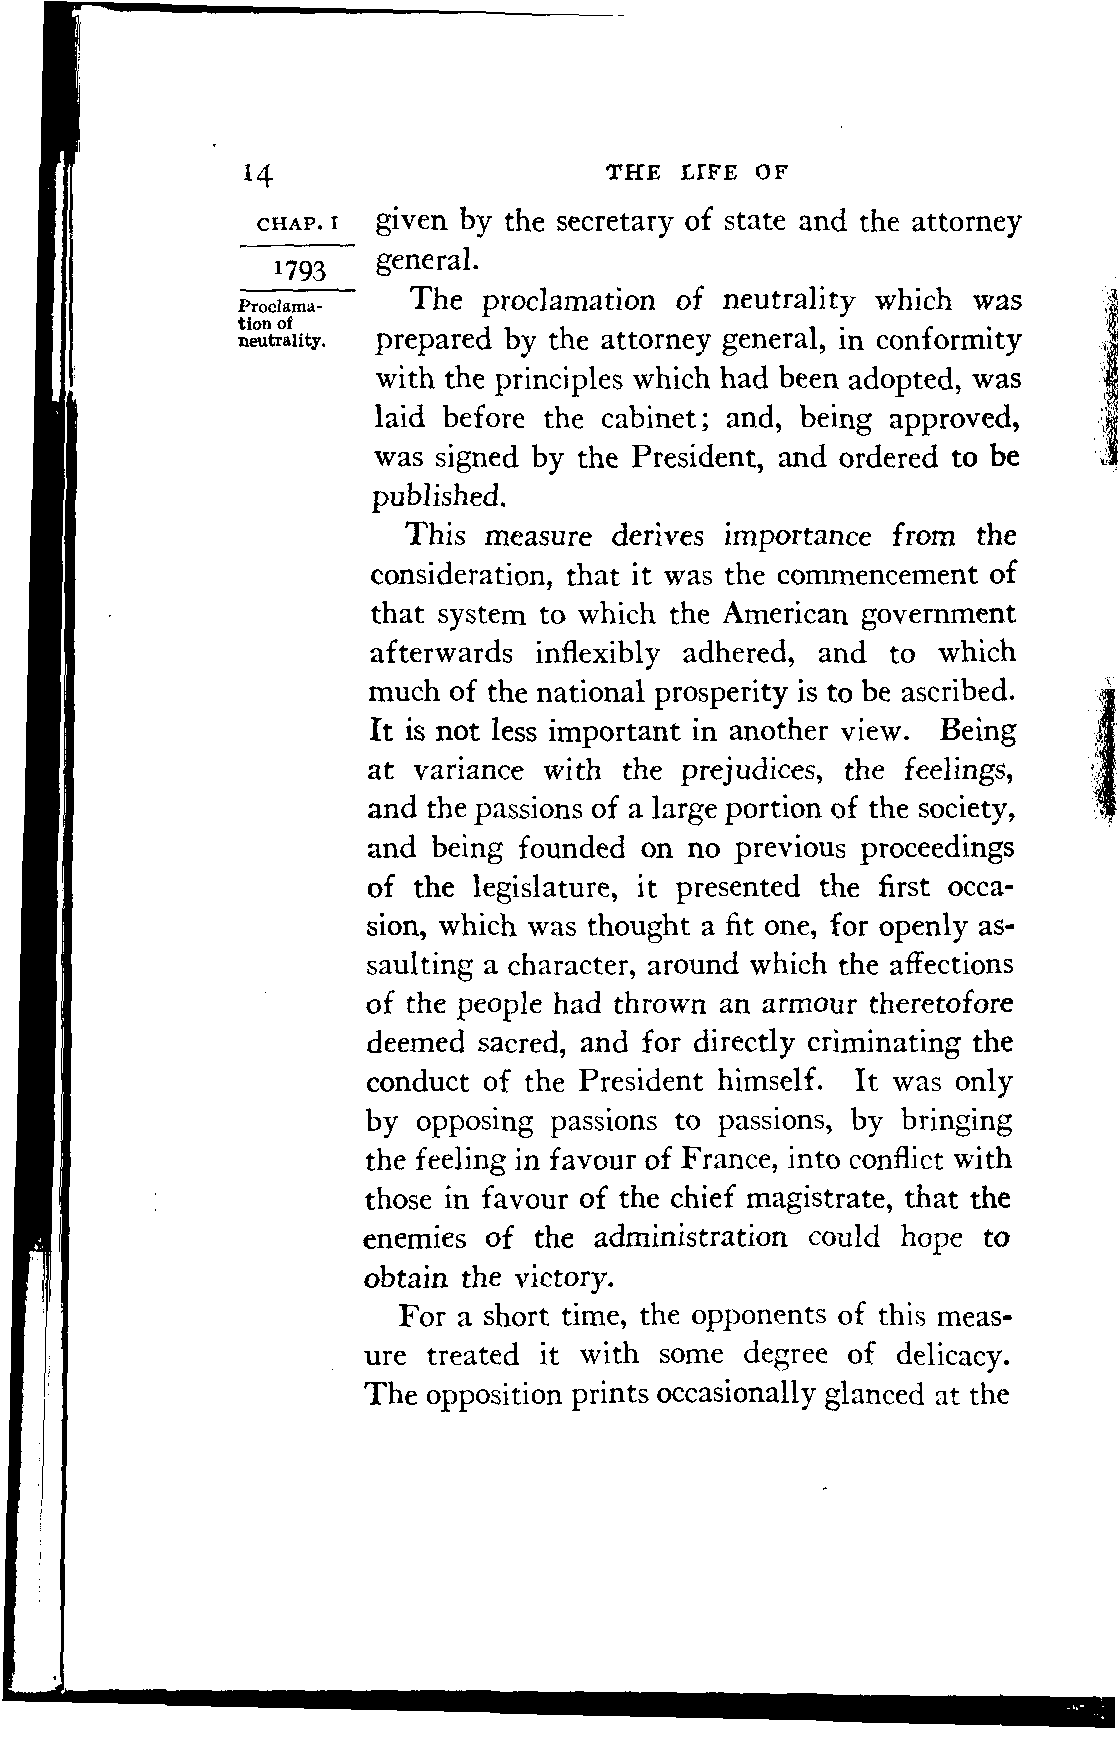 14 THE LIFE OF
CHAP. I
1793
Proclama-
tion of
neutrality.
given by the secretary of state and the attorney
general.
The proclamation of neutrality which was
prepared by the attorney general, in conformity
with the principles which had been adopted, was
laid before the cabinet; and, being approved,
was signed by the President, and ordered to be
published.
This measure derives importance from the
consideration, that it was the commencement of
that system to which the American government
afterwards inflexibly adhered, and to which
much of the national prosperity is to be ascribed.
It is not less important in another view. Being
at variance with the prejudices, the feelings,
and the passions of a large portion of the society,
and being founded on no previous proceedings
of the legislature, it presented the first occa-
sion, which was thought a fit one, for openly as-
saulting a character, around which the affections
of the people had thrown an armour theretofore
deemed sacred, and for directly criminating the
conduct of the President himself. It was only
by opposing passions to passions, by bringing
the feeling in favour of France, into conflict with
those in favour of the chief magistrate, that the
enemies of the administration could hope to
obtain the victory.
For a short time, the opponents of this meas-
ure treated it with some degree of delicacy.
The opposition prints occasionally glanced at the